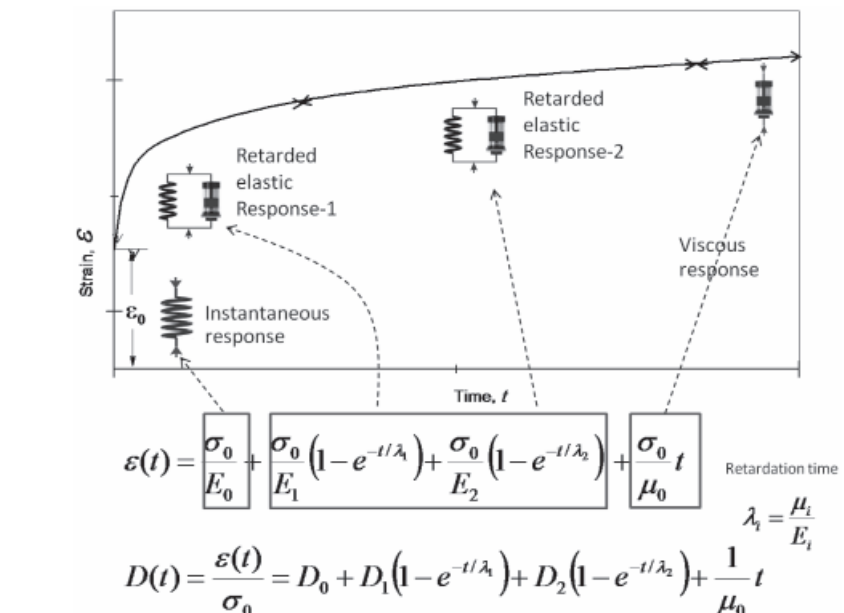 Retarded
elastic
Response-2
Retarded
elastic
Response-1
Strain, ε
Viscous
response
ε₀
Instantaneous
response
Time, t
ε(t) = σ₀/E₀ + σ₀/E₁ (1 − e^(−t/λ₁)) + σ₀/E₂ (1 − e^(−t/λ₂)) + σ₀/μ₀ t
Retardation time
λᵢ = μᵢ/Eᵢ
D(t) = ε(t)/σ₀ = D₀ + D₁(1 − e^(−t/λ₁)) + D₂(1 − e^(−t/λ₂)) + 1/μ₀ t